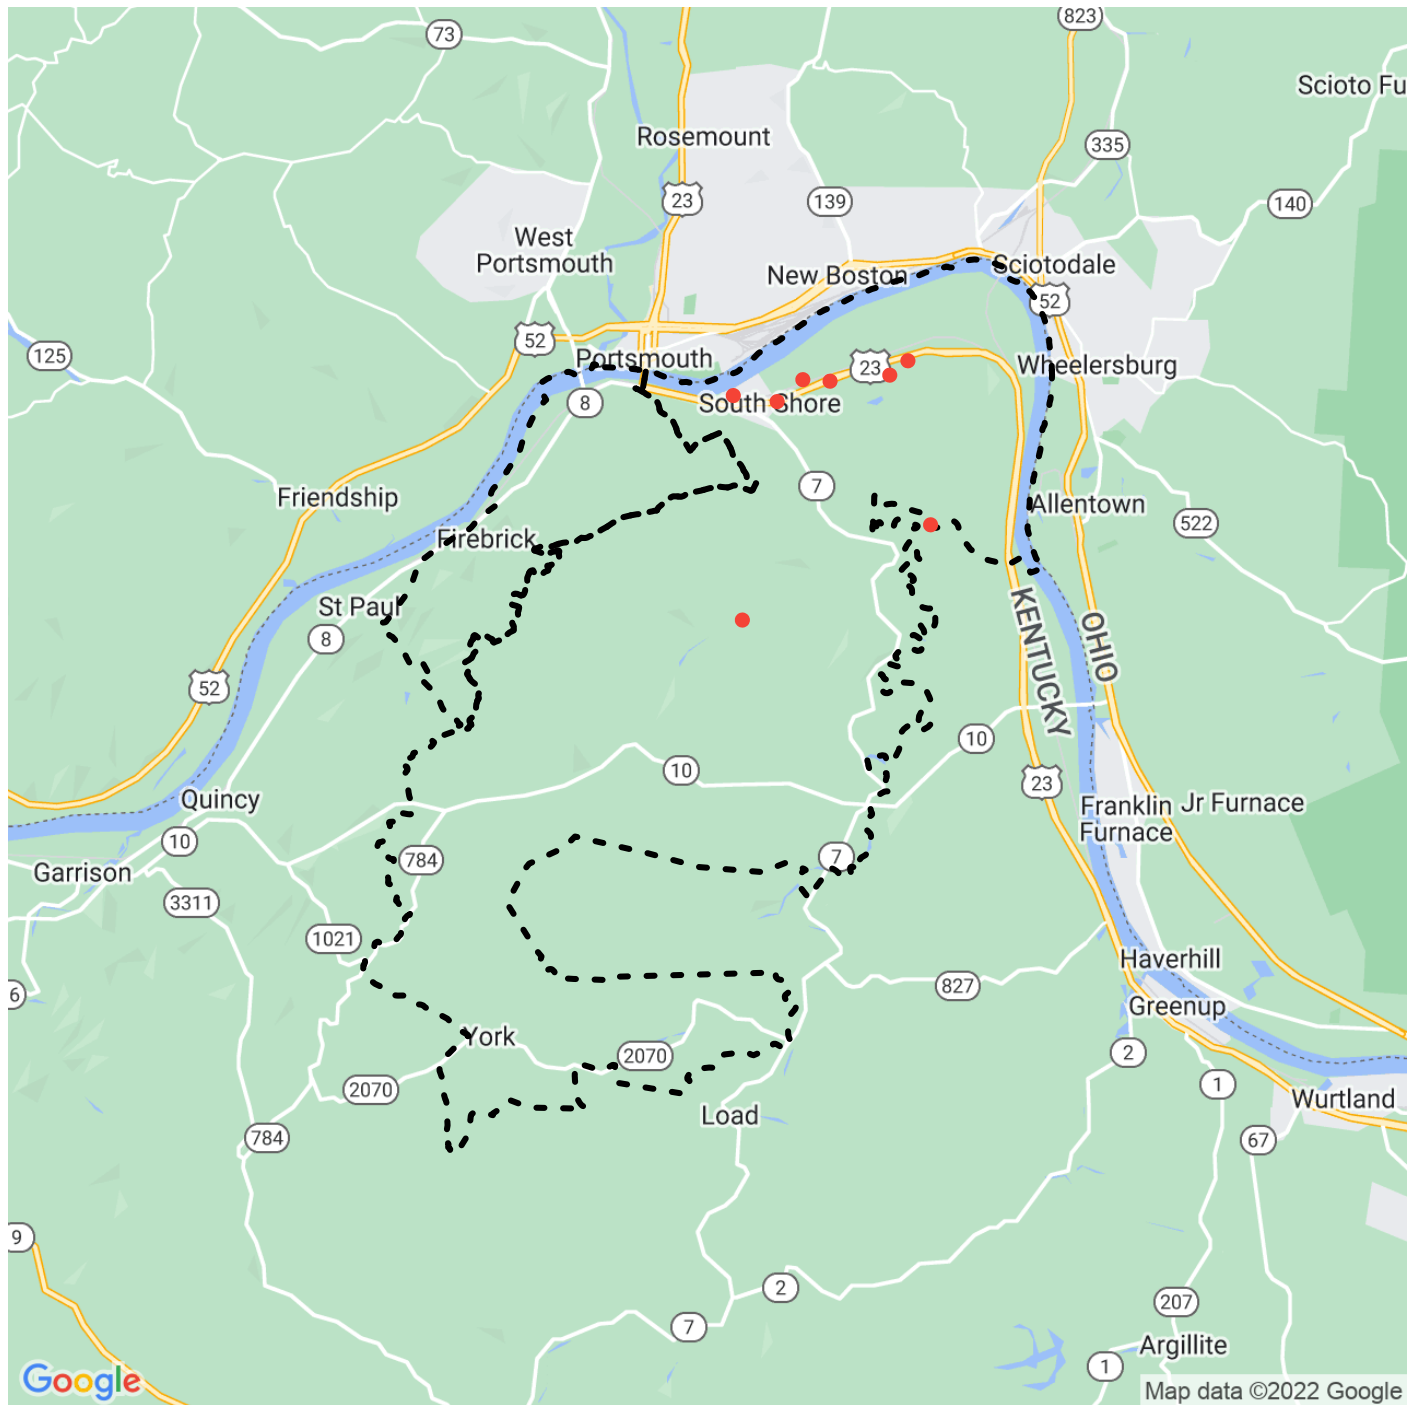 823
73
Scioto Fu
Rosemount
335
23
139
140
West
Portsmouth
New Boston
Sciotodale
52
52
125
Portsmouth
23
Wheelersburg
8
South Shore
7
Friendship
Allentown
522
Firebrick
St Paul
8
KENTUCKY
OHIO
52
10
10
23
Quincy
Franklin
Furnace
Jr Furnace
10
Garrison
784
7
3311
1021
Haverhill
6
827
Greenup
York
2070
2
2070
1
Load
Wurtland
784
67
9
2
207
7
Argillite
1
Google
Map data ©2022 Google